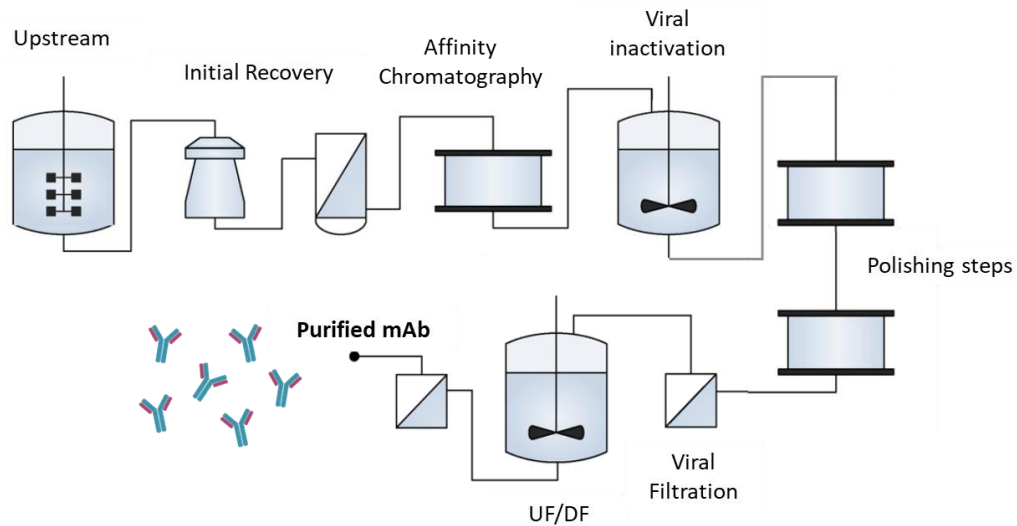 Upstream
Initial Recovery
Affinity
Chromatography
Viral
inactivation
Polishing steps
Purified mAb
Viral
Filtration
UF/DF